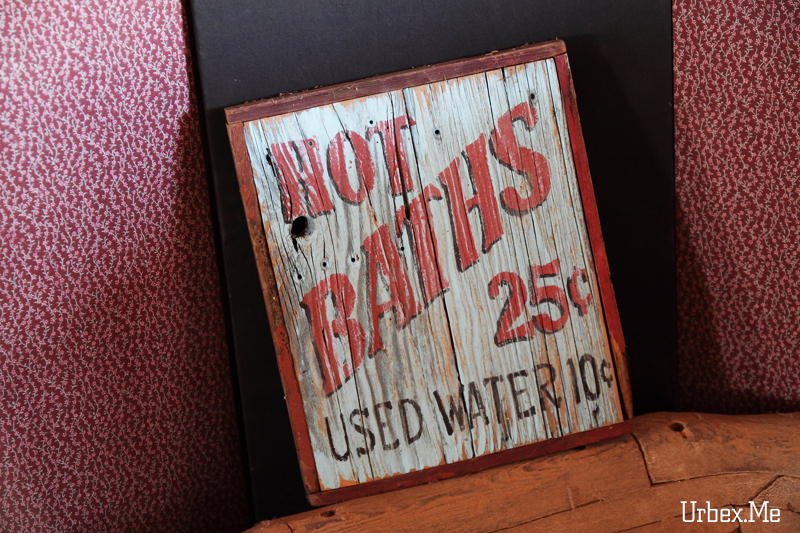 HOT
BATHS
25¢
USED WATER 10¢
Urbex.Me